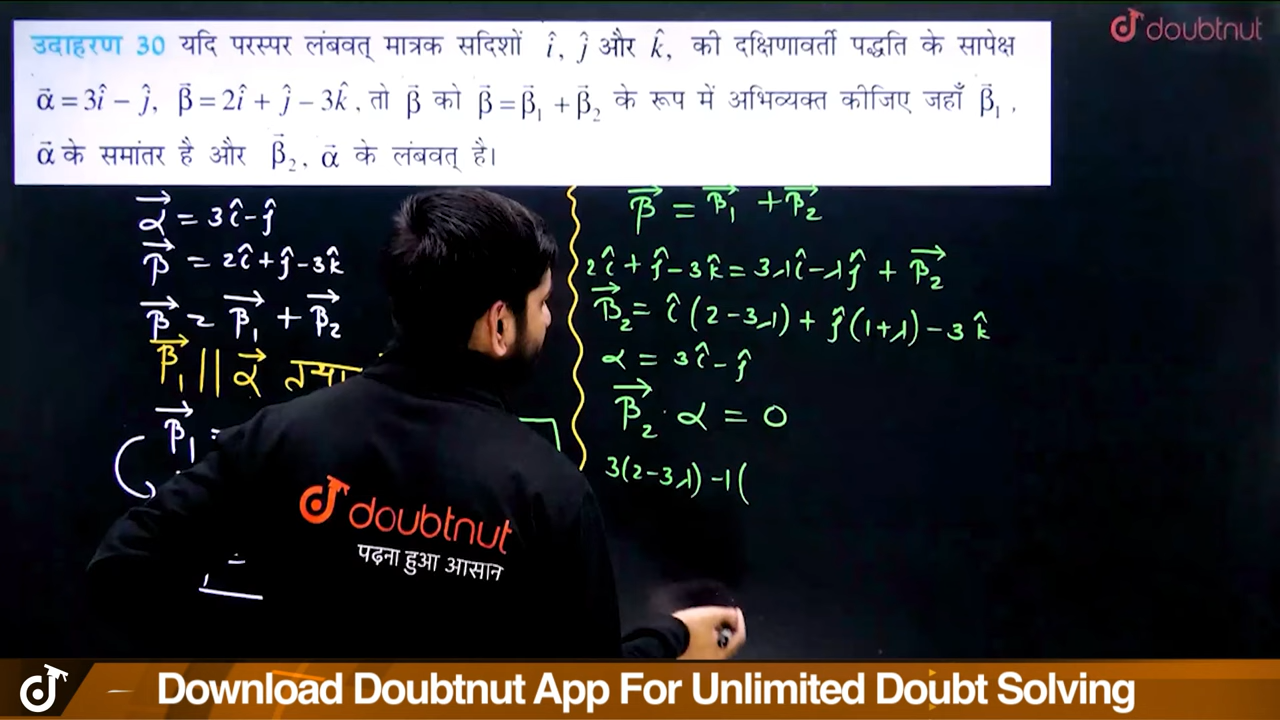 उदाहरण 30 यदि परस्पर लंबवत् मात्रक सदिशों î, ĵ और k̂, की दक्षिणावर्ती पद्धति के सापेक्ष
α⃗ = 3î − ĵ, β⃗ = 2î + ĵ − 3k̂, तो β⃗ को β⃗ = β⃗₁ + β⃗₂ के रूप में अभिव्यक्त कीजिए जहाँ β⃗₁,
α⃗ के समांतर है और β⃗₂, α⃗ के लंबवत् है।
doubtnut
α⃗ = 3î − ĵ
β⃗ = 2î + ĵ − 3k̂
β⃗ = β⃗₁ + β⃗₂
β⃗₁ || α⃗ तथा
β⃗₁ =
β⃗ = β⃗₁ + β⃗₂
2î + ĵ − 3k̂ = 3λî − λĵ + β⃗₂
β⃗₂ = î(2 − 3λ) + ĵ(1 + λ) − 3k̂
α = 3î − ĵ
β⃗₂ · α = 0
3(2 − 3λ) − 1(
doubtnut
पढ़ना हुआ आसान
Download Doubtnut App For Unlimited Doubt Solving